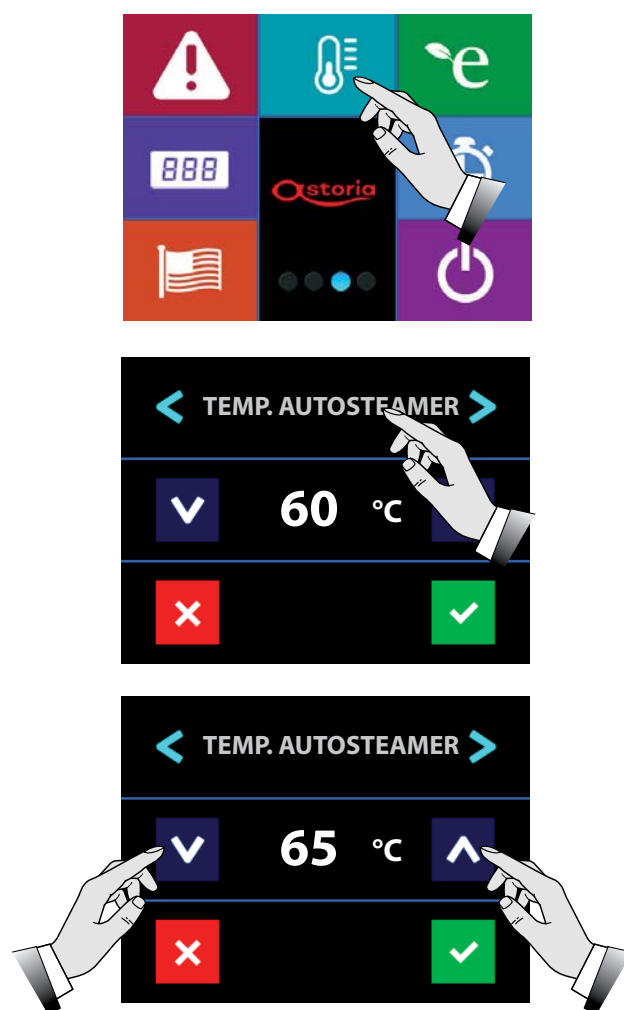 e
888
astoria
< TEMP. AUTOSTEAMER >
60 °C
< TEMP. AUTOSTEAMER >
65 °C